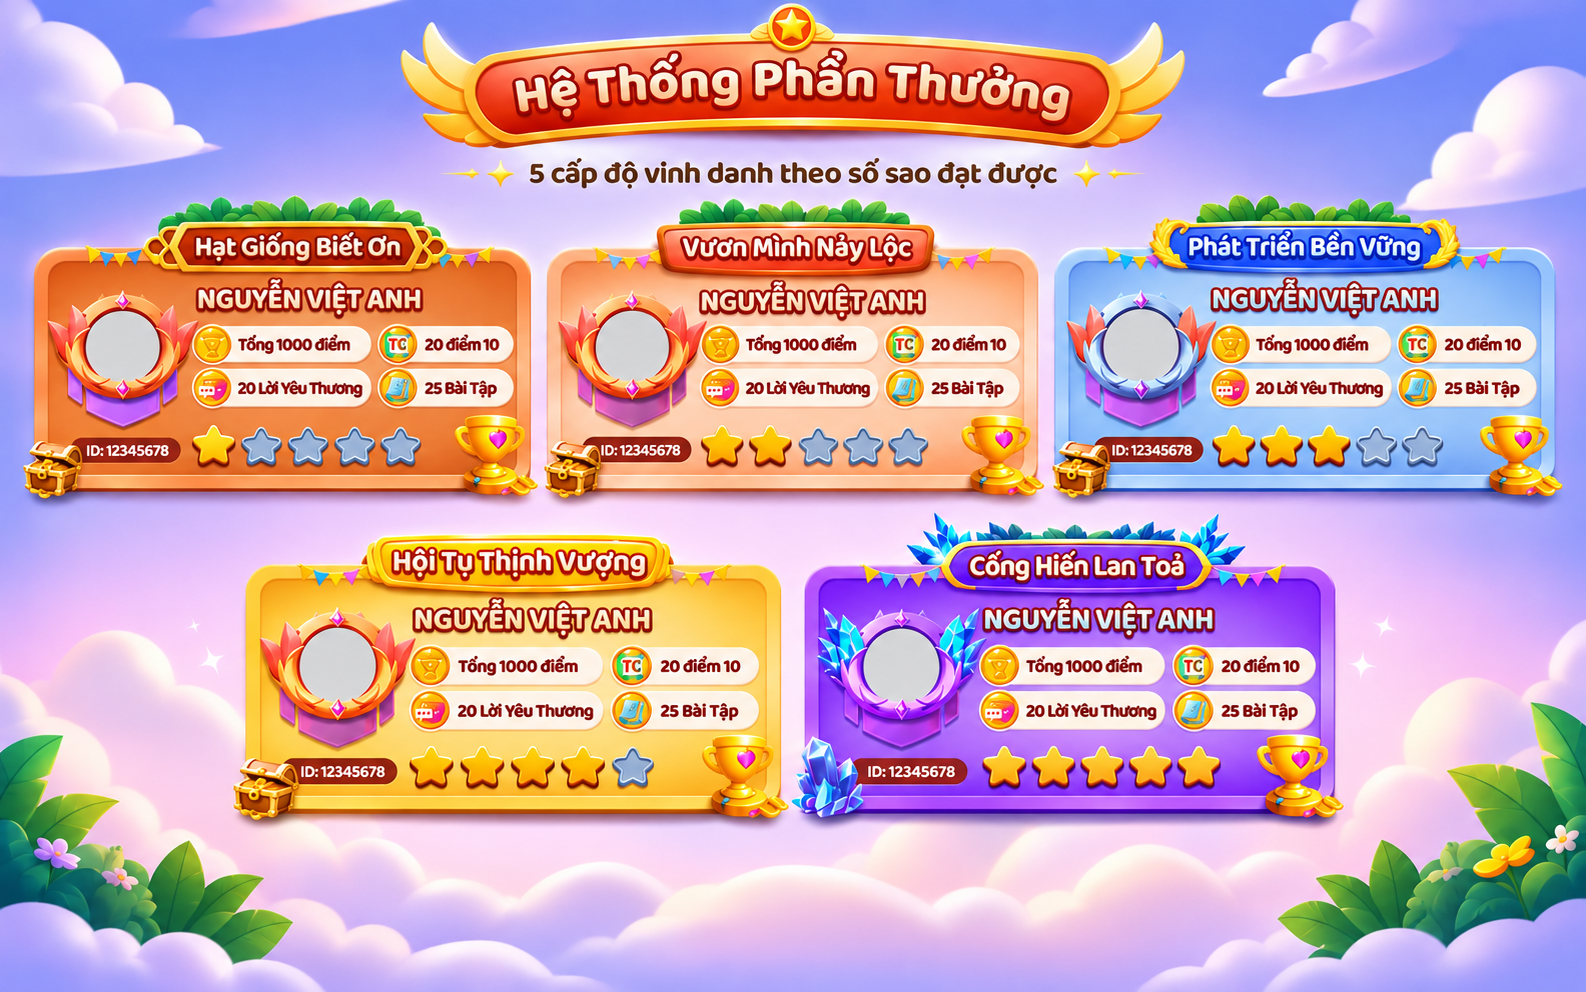 Hệ Thống Phần Thưởng
5 cấp độ vinh danh theo số sao đạt được
Hạt Giống Biết Ơn
NGUYỄN VIỆT ANH
Tổng 1000 điểm
TC 20 điểm 10
20 Lời Yêu Thương
25 Bài Tập
ID: 12345678
Vươn Mình Nảy Lộc
NGUYỄN VIỆT ANH
Tổng 1000 điểm
TC 20 điểm 10
20 Lời Yêu Thương
25 Bài Tập
ID: 12345678
Phát Triển Bền Vững
NGUYỄN VIỆT ANH
Tổng 1000 điểm
TC 20 điểm 10
20 Lời Yêu Thương
25 Bài Tập
ID: 12345678
Hội Tụ Thịnh Vượng
NGUYỄN VIỆT ANH
Tổng 1000 điểm
TC 20 điểm 10
20 Lời Yêu Thương
25 Bài Tập
ID: 12345678
Cống Hiến Lan Toả
NGUYỄN VIỆT ANH
Tổng 1000 điểm
TC 20 điểm 10
20 Lời Yêu Thương
25 Bài Tập
ID: 12345678